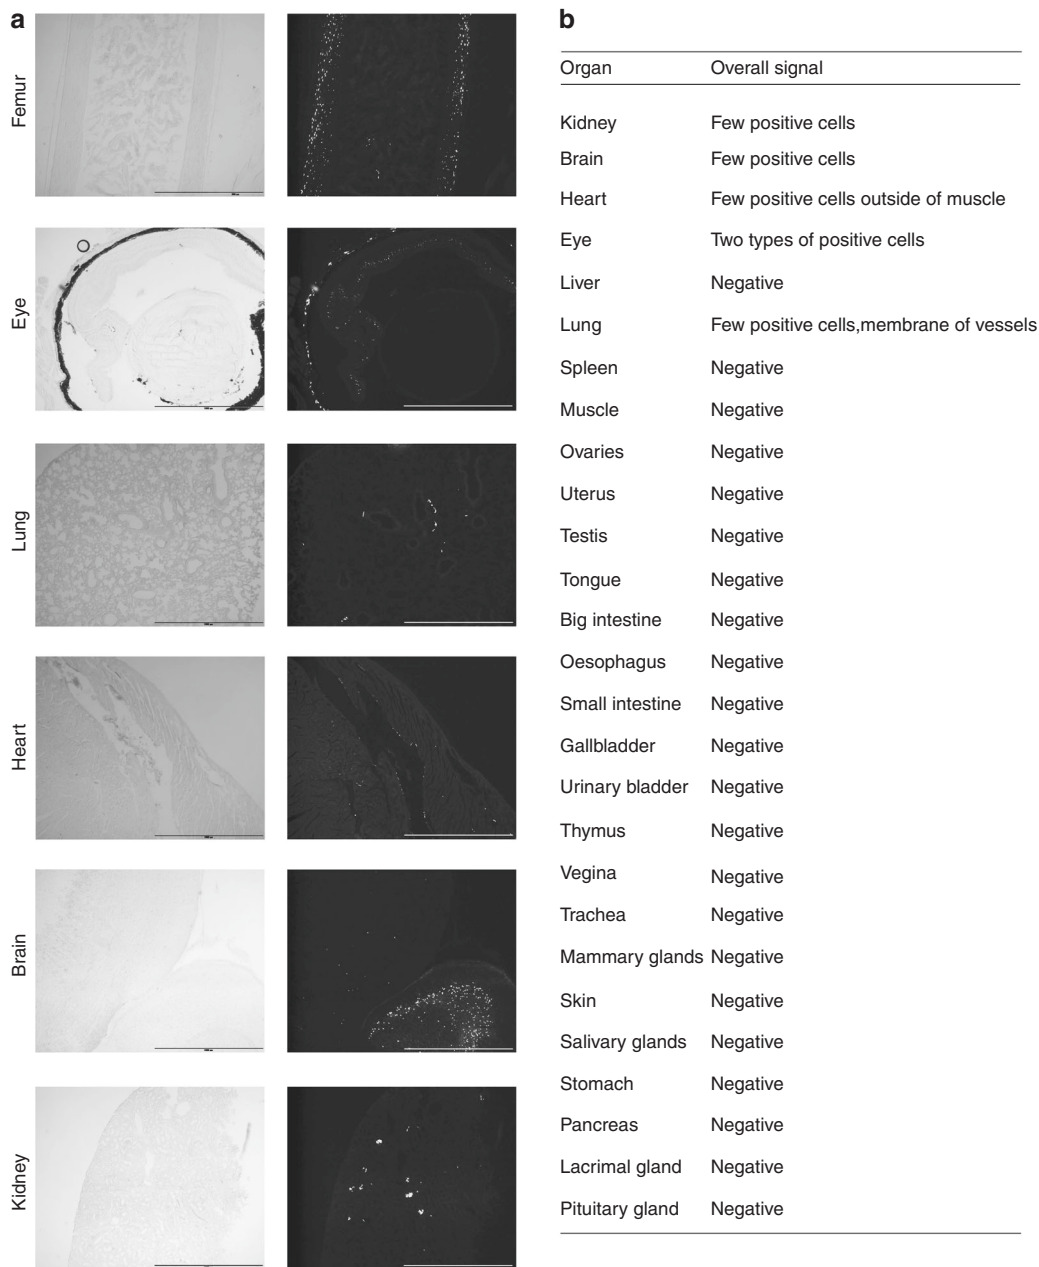 a
Femur
Eye
Lung
Heart
Brain
Kidney
b
Organ Overall signal
Kidney Few positive cells
Brain Few positive cells
Heart Few positive cells outside of muscle
Eye Two types of positive cells
Liver Negative
Lung Few positive cells,membrane of vessels
Spleen Negative
Muscle Negative
Ovaries Negative
Uterus Negative
Testis Negative
Tongue Negative
Big intestine Negative
Oesophagus Negative
Small intestine Negative
Gallbladder Negative
Urinary bladder Negative
Thymus Negative
Vegina Negative
Trachea Negative
Mammary glands Negative
Skin Negative
Salivary glands Negative
Stomach Negative
Pancreas Negative
Lacrimal gland Negative
Pituitary gland Negative